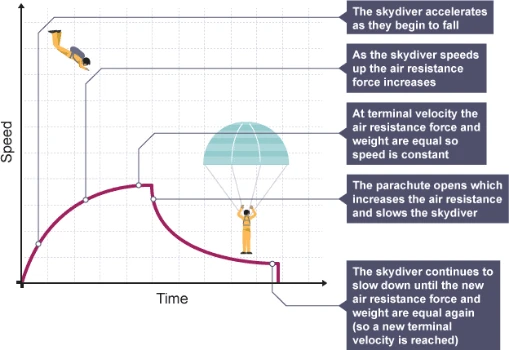 The skydiver accelerates
as they begin to fall
As the skydiver speeds
up the air resistance
force increases
At terminal velocity the
air resistance force and
weight are equal so
speed is constant
The parachute opens which
increases the air resistance
and slows the skydiver
The skydiver continues to
slow down until the new
air resistance force and
weight are equal again
(so a new terminal
velocity is reached)
Speed
Time